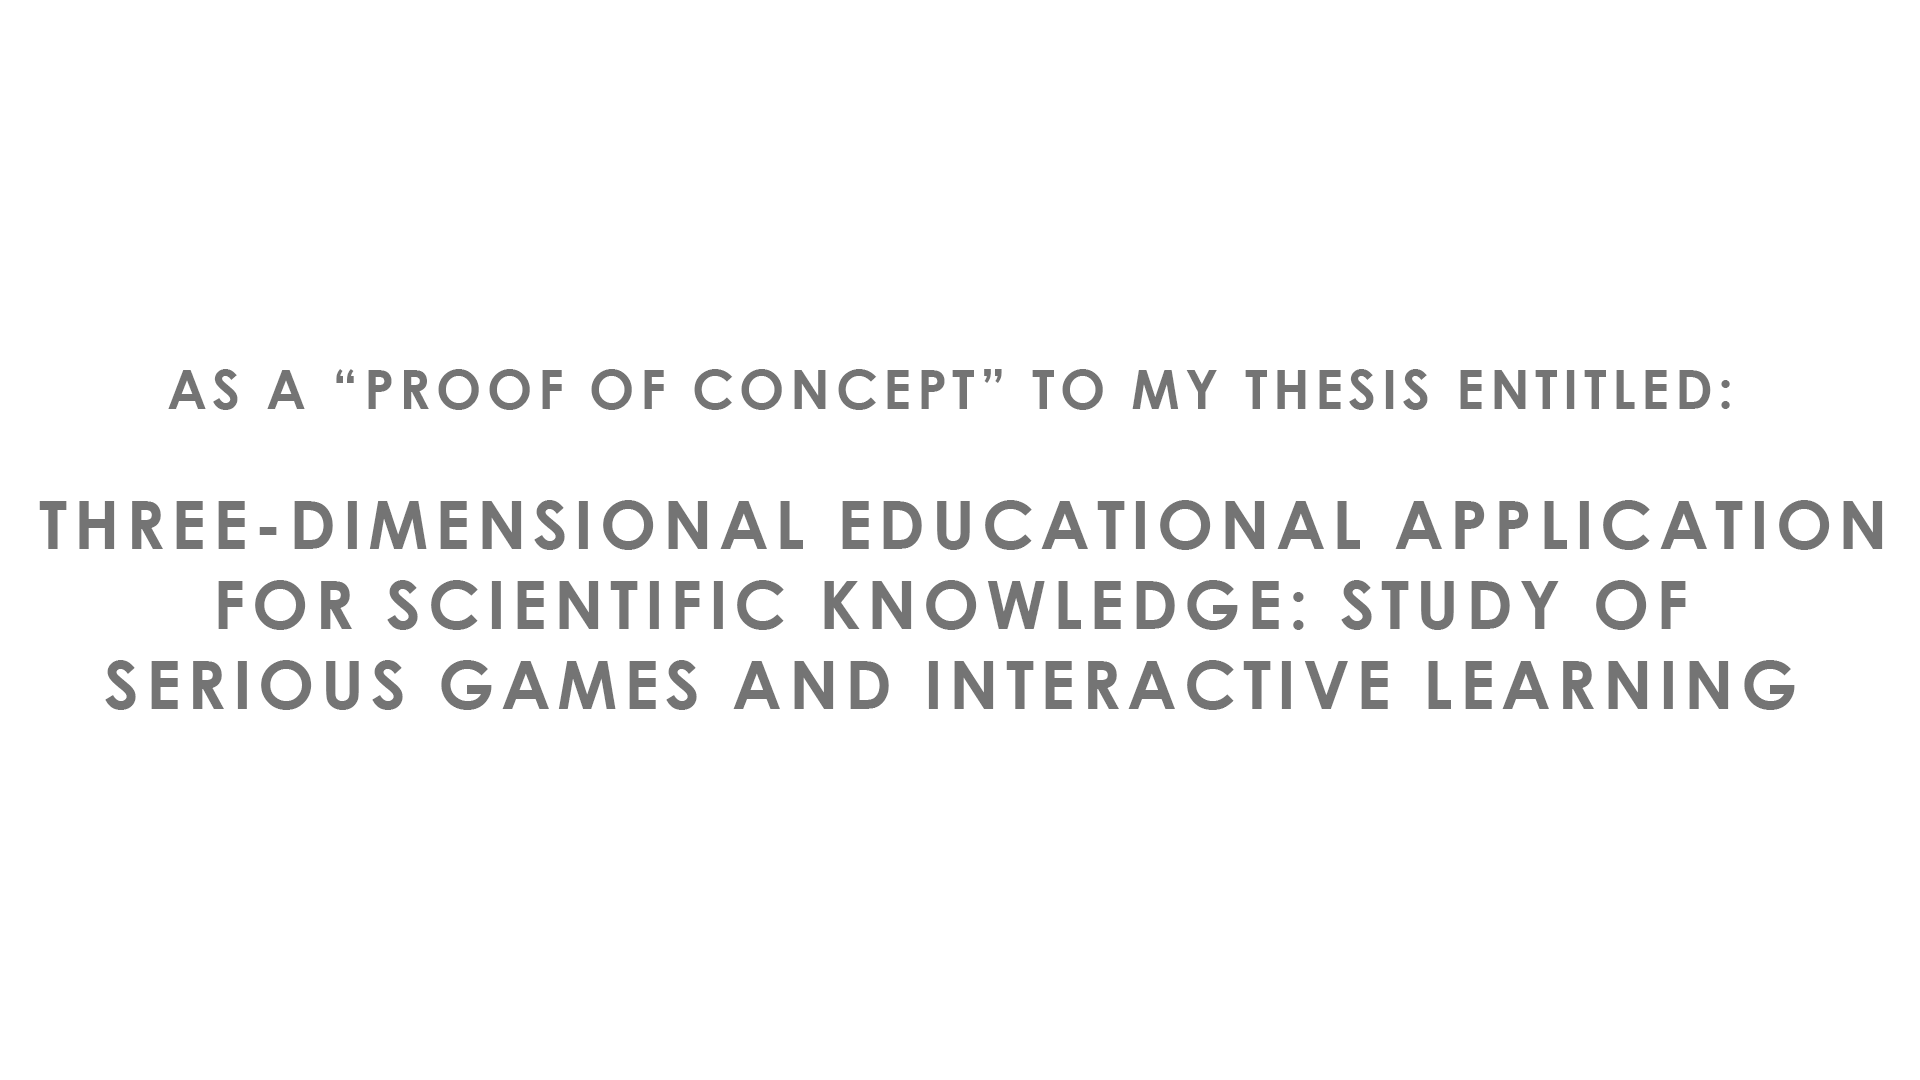 AS A “PROOF OF CONCEPT” TO MY THESIS ENTITLED:
THREE-DIMENSIONAL EDUCATIONAL APPLICATION
FOR SCIENTIFIC KNOWLEDGE: STUDY OF
SERIOUS GAMES AND INTERACTIVE LEARNING